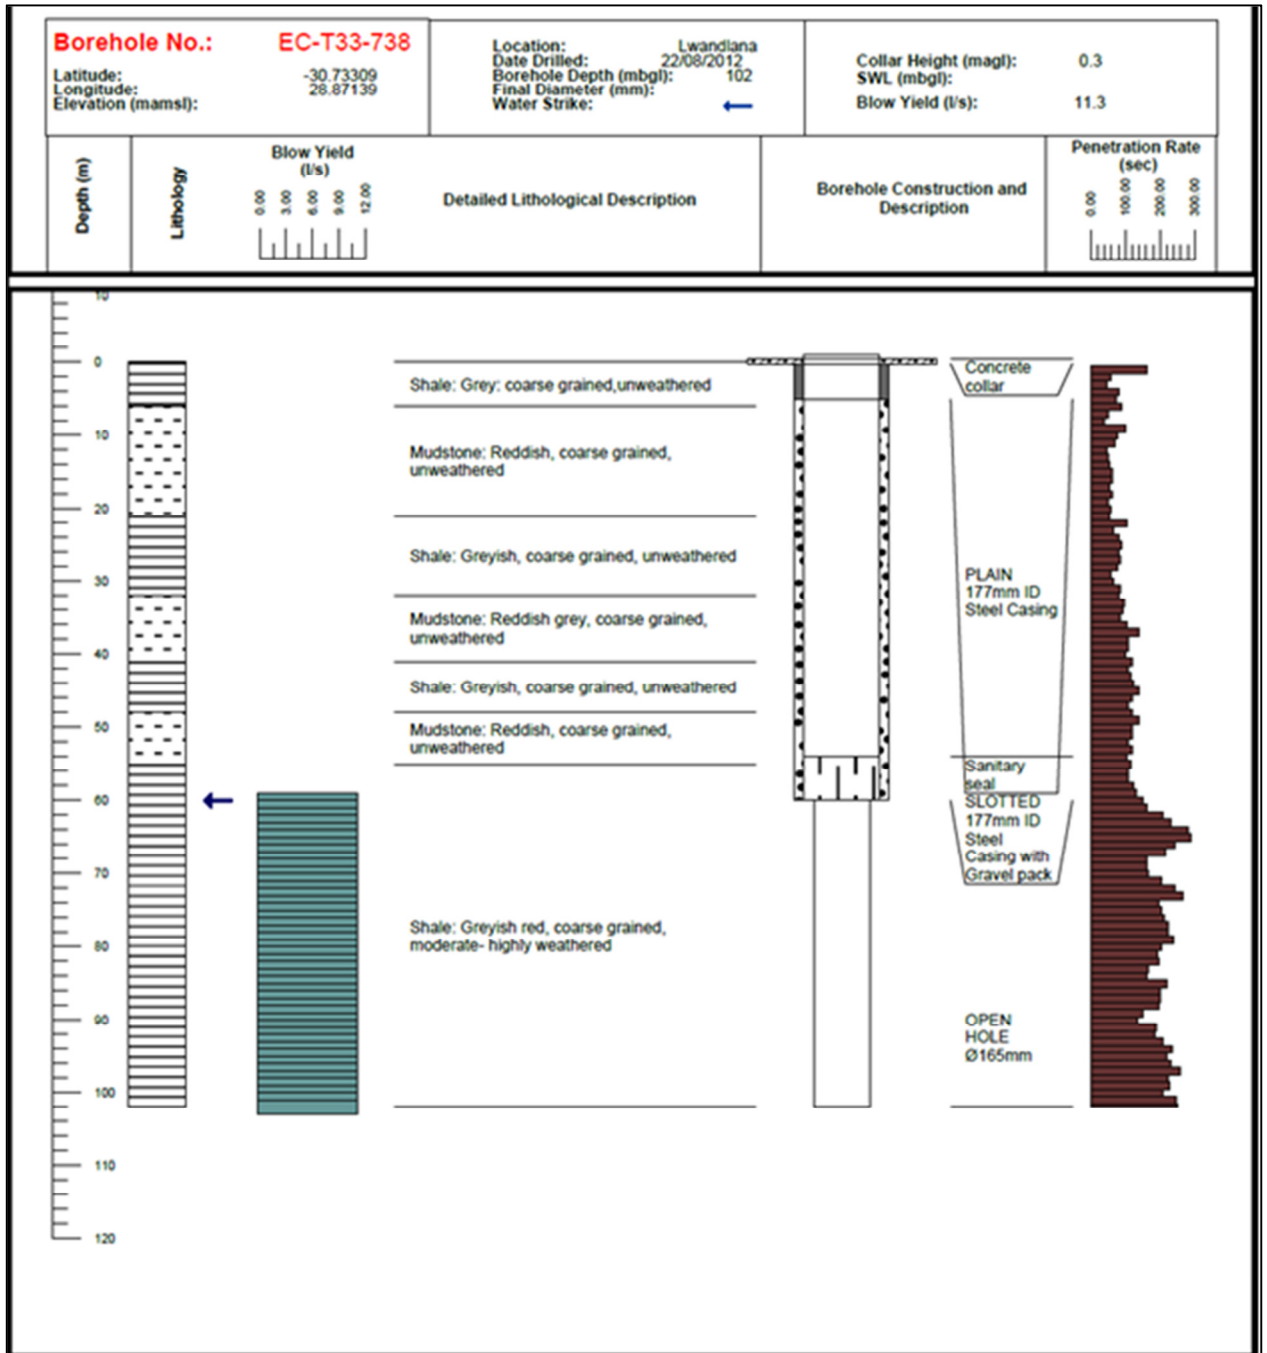 Borehole No.: EC-T33-738
Latitude: -30.73309
Longitude: 28.87139
Elevation (mamsl):
Location: Lwandlana
Date Drilled: 22/08/2012
Borehole Depth (mbgl): 102
Final Diameter (mm):
Water Strike:
Collar Height (magl): 0.3
SWL (mbgl):
Blow Yield (l/s): 11.3
Depth (m)
Lithology
Blow Yield
(l/s)
0.00 3.00 6.00 9.00 12.00
Detailed Lithological Description
Borehole Construction and
Description
Penetration Rate
(sec)
0.00 100.00 200.00 300.00
10
0
10
20
30
40
50
60
70
80
90
100
110
120
Shale: Grey: coarse grained,unweathered
Mudstone: Reddish, coarse grained,
unweathered
Shale: Greyish, coarse grained, unweathered
Mudstone: Reddish grey, coarse grained,
unweathered
Shale: Greyish, coarse grained, unweathered
Mudstone: Reddish, coarse grained,
unweathered
Shale: Greyish red, coarse grained,
moderate- highly weathered
Concrete
collar
PLAIN
177mm ID
Steel Casing
Sanitary
seal
SLOTTED
177mm ID
Steel
Casing with
Gravel pack
OPEN
HOLE
Ø165mm